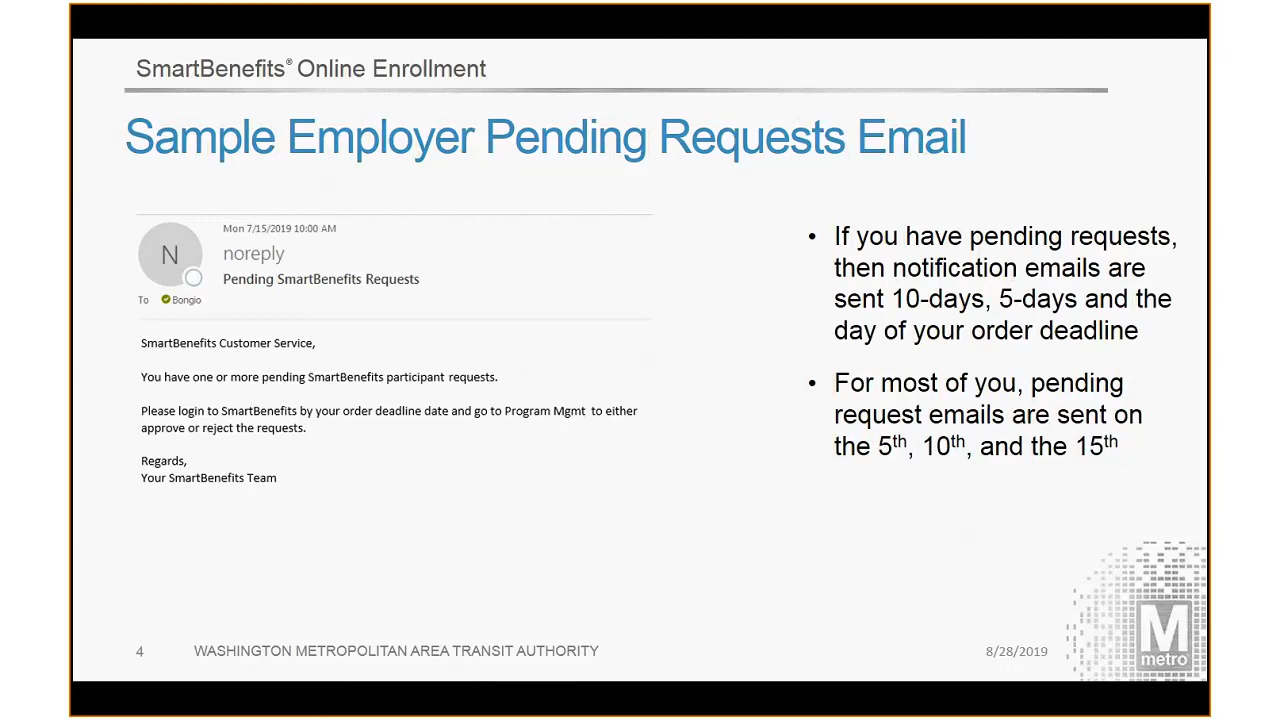 SmartBenefits® Online Enrollment
Sample Employer Pending Requests Email
Mon 7/15/2019 10:00 AM
N
noreply
Pending SmartBenefits Requests
To Bongio
SmartBenefits Customer Service,
You have one or more pending SmartBenefits participant requests.
Please login to SmartBenefits by your order deadline date and go to Program Mgmt to either
approve or reject the requests.
Regards,
Your SmartBenefits Team
• If you have pending requests,
then notification emails are
sent 10-days, 5-days and the
day of your order deadline
• For most of you, pending
request emails are sent on
the 5th, 10th, and the 15th
4
WASHINGTON METROPOLITAN AREA TRANSIT AUTHORITY
8/28/2019
M
metro